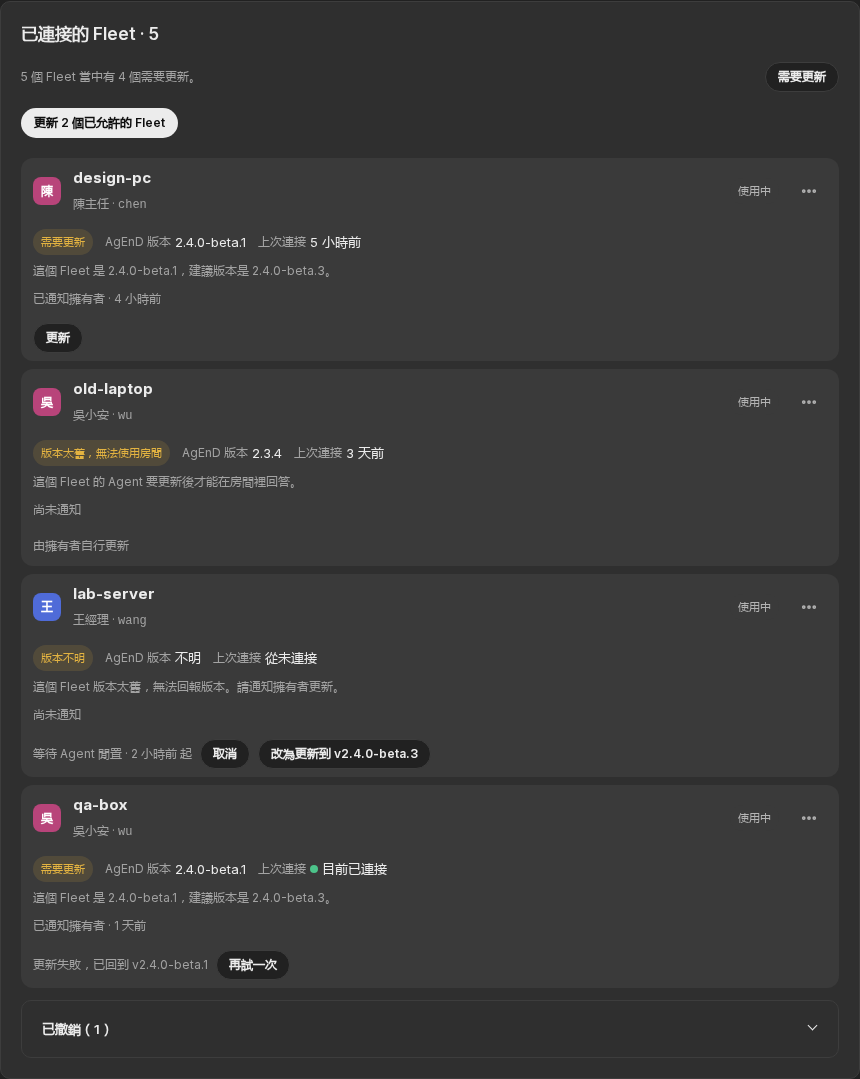 已連接的 Fleet · 5
5 個 Fleet 當中有 4 個需要更新。
需要更新
更新 2 個已允許的 Fleet
陳
design-pc
陳主任 · chen
使用中
需要更新 AgEnD 版本 2.4.0-beta.1 上次連接 5 小時前
這個 Fleet 是 2.4.0-beta.1，建議版本是 2.4.0-beta.3。
已通知擁有者 · 4 小時前
更新
吳
old-laptop
吳小安 · wu
使用中
版本太舊，無法使用房間 AgEnD 版本 2.3.4 上次連接 3 天前
這個 Fleet 的 Agent 要更新後才能在房間裡回答。
尚未通知
由擁有者自行更新
王
lab-server
王經理 · wang
使用中
版本不明 AgEnD 版本 不明 上次連接 從未連接
這個 Fleet 版本太舊，無法回報版本。請通知擁有者更新。
尚未通知
等待 Agent 閒置 · 2 小時前 起 取消 改為更新到 v2.4.0-beta.3
吳
qa-box
吳小安 · wu
使用中
需要更新 AgEnD 版本 2.4.0-beta.1 上次連接 目前已連接
這個 Fleet 是 2.4.0-beta.1，建議版本是 2.4.0-beta.3。
已通知擁有者 · 1 天前
更新失敗，已回到 v2.4.0-beta.1 再試一次
已撤銷（1）